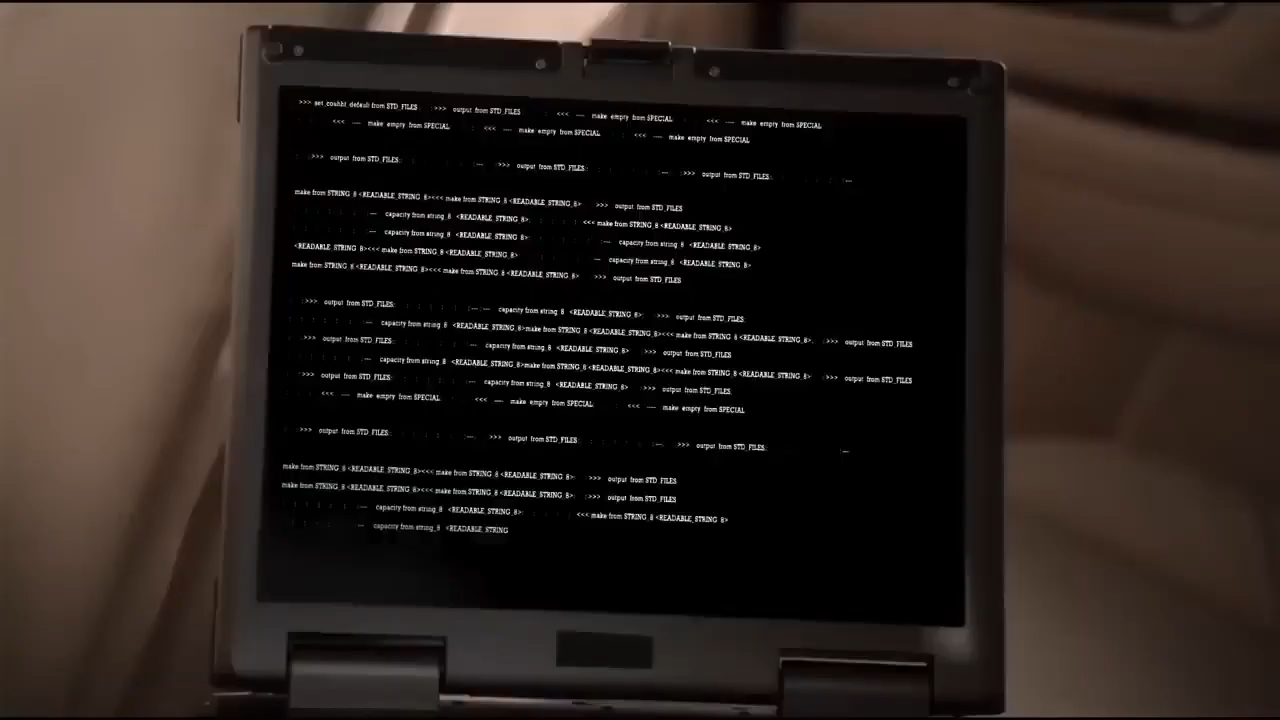 >>> set_couhht_default from STD_FILES : >>> output from STD_FILES : <<< --- make empty from SPECIAL <<< --- make empty from SPECIAL
<<< --- make empty from SPECIAL : <<< --- make empty from SPECIAL : : <<< --- make empty from SPECIAL
: >>> output from STD_FILES: : : : : :--- :>>> output from STD_FILES: : : : : :--- :>>> output from STD_FILES: : : : : :---
make from STRING_8 <READABLE_STRING_8><<< make from STRING_8 <READABLE_STRING_8>: >>> output from STD_FILES
: : : : : :--- capacity from string_8 <READABLE_STRING_8>: : : : : <<< make from STRING_8 <READABLE_STRING_8>
: : : : : :--- capacity from string_8 <READABLE_STRING_8>: : : : : :--- capacity from string_8 <READABLE_STRING_8>
<READABLE_STRING_8><<< make from STRING_8 <READABLE_STRING_8> : : : : : --- capacity from string_8 <READABLE_STRING_8>
make from STRING_8 <READABLE_STRING_8><<< make from STRING_8 <READABLE_STRING_8> >>> output from STD_FILES
: :>>> output from STD_FILES: : : : : : :---:--- capacity from string_8 <READABLE_STRING_8>: :>>> output from STD_FILES:
: : : : : :--- capacity from string_8 <READABLE_STRING_8>make from STRING_8 <READABLE_STRING_8><<< make from STRING_8 <READABLE_STRING_8>: :>>> output from STD_FILES
: :>>> output from STD_FILES: : : : : : : capacity from string_8 <READABLE_STRING_8> :>>> output from STD_FILES
: : : : : :--- capacity from string_8 <READABLE_STRING_8>make from STRING_8 <READABLE_STRING_8><<< make from STRING_8 <READABLE_STRING_8>: :>>> output from STD_FILES
: :>>> output from STD_FILES: : : : : : : capacity from string_8 <READABLE_STRING_8> :>>> output from STD_FILES
<<< --- make empty from SPECIAL : <<< --- make empty from SPECIAL : <<< --- make empty from SPECIAL
: :>>> output from STD_FILES: : : : : :--- >>> output from STD_FILES: : : : : :--- >>> output from STD_FILES: :---
make from STRING_8 <READABLE_STRING_8><<< make from STRING_8 <READABLE_STRING_8>: :>>> output from STD_FILES
make from STRING_8 <READABLE_STRING_8><<< make from STRING_8 <READABLE_STRING_8>: :>>> output from STD_FILES
: : : : : :--- capacity from string_8 <READABLE_STRING_8>: : : : : <<< make from STRING_8 <READABLE_STRING_8>
: : : : : --- capacity from string_8 <READABLE_STRING